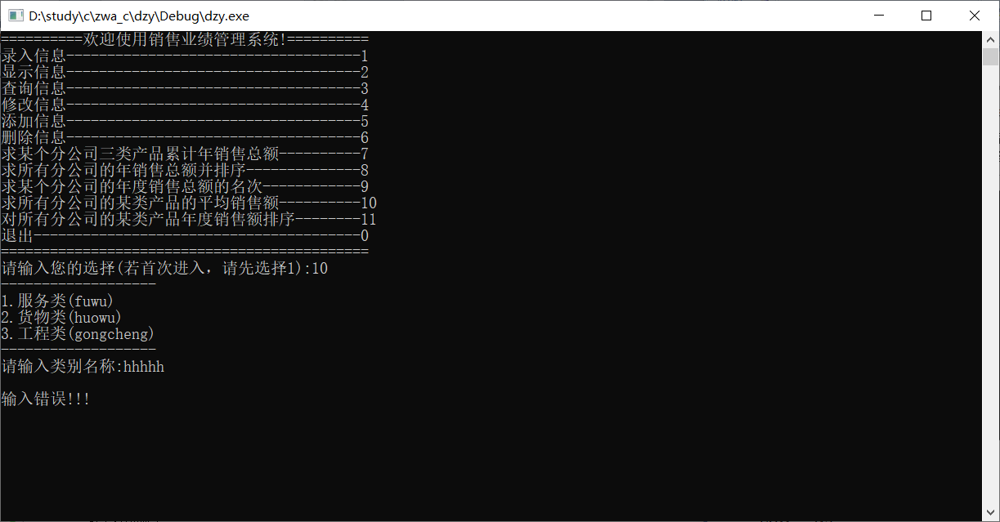 D:\study\c\zwa_c\dzy\Debug\dzy.exe
==========欢迎使用销售业绩管理系统!==========
录入信息------------------------------------1
显示信息------------------------------------2
查询信息------------------------------------3
修改信息------------------------------------4
添加信息------------------------------------5
删除信息------------------------------------6
求某个分公司三类产品累计年销售总额----------7
求所有分公司的年销售总额并排序--------------8
求某个分公司的年度销售总额的名次------------9
求所有分公司的某类产品的平均销售额----------10
对所有分公司的某类产品年度销售额排序--------11
退出----------------------------------------0
=============================================
请输入您的选择(若首次进入，请先选择1):10
-------------------
1.服务类(fuwu)
2.货物类(huowu)
3.工程类(gongcheng)
-------------------
请输入类别名称:hhhhh
输入错误!!!